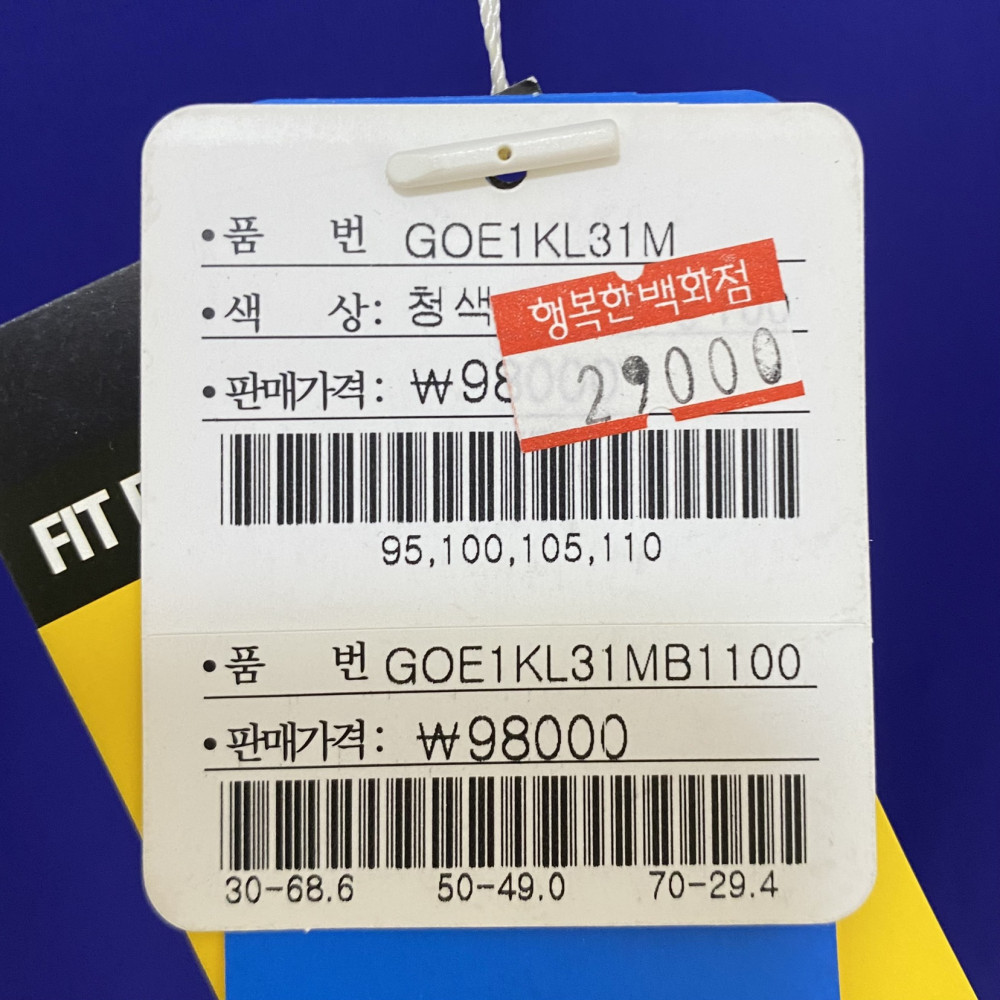 •품 번 GOE1KL31M
•색 상: 청색
행복한백화점
•판매가격: ₩98000
29000
95,100,105,110
FIT
•품 번 GOE1KL31MB1100
•판매가격: ₩98000
30-68.6 50-49.0 70-29.4